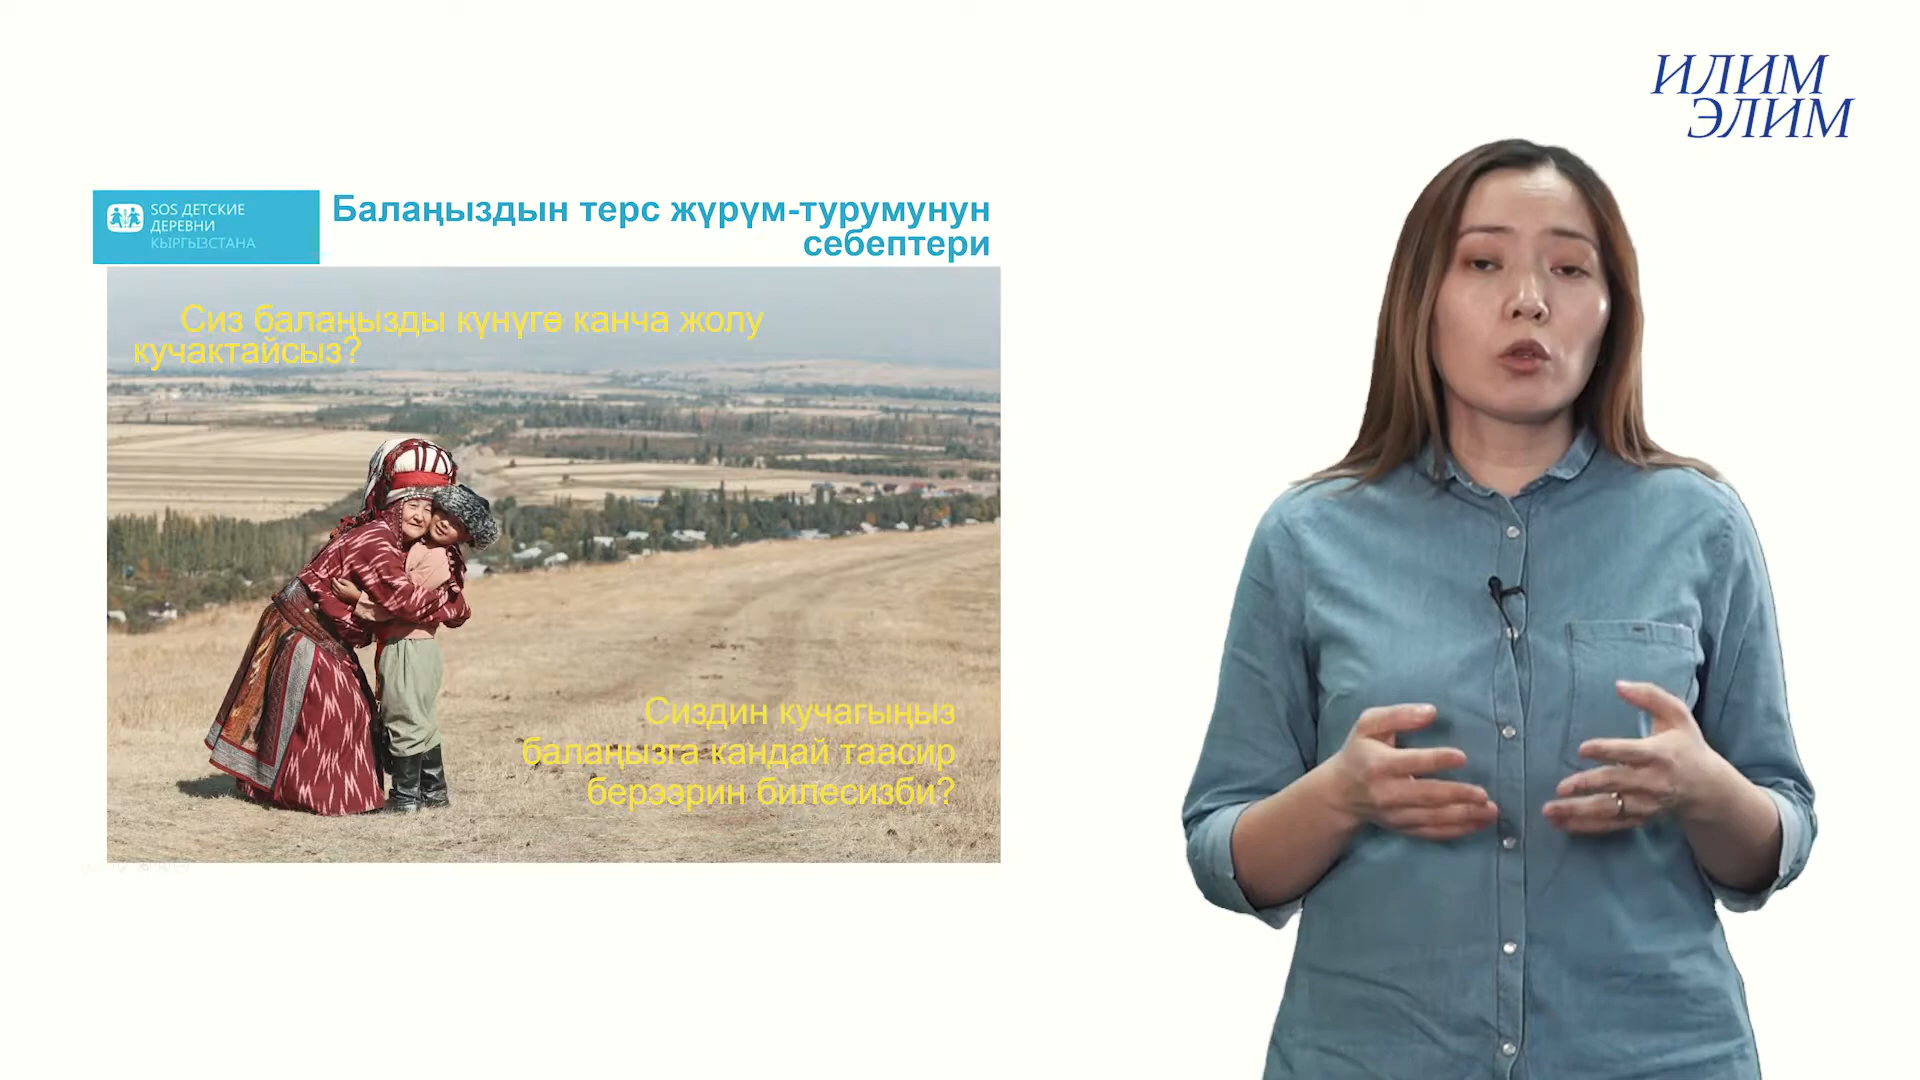 ИЛИМ
ЭЛИМ
SOS ДЕТСКИЕ
ДЕРЕВНИ
КЫРГЫЗСТАНА
Балаңыздын терс жүрүм-турумунун
себептери
Сиз балаңызды күнүгө канча жолу
кучактайсыз?
Сиздин кучагыңыз
балаңызга кандай таасир
берээрин билесизби?